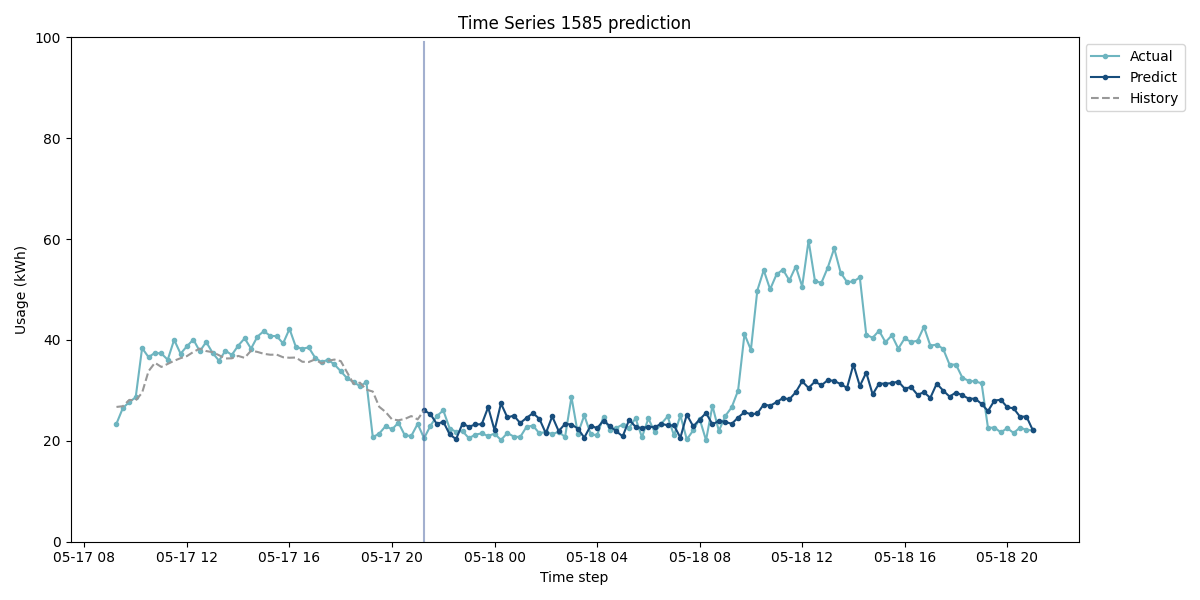 Time Series 1585 prediction
100
80
60
40
20
0
Usage (kWh)
05-17 08
05-17 12
05-17 16
05-17 20
05-18 00
05-18 04
05-18 08
05-18 12
05-18 16
05-18 20
Time step
Actual
Predict
History